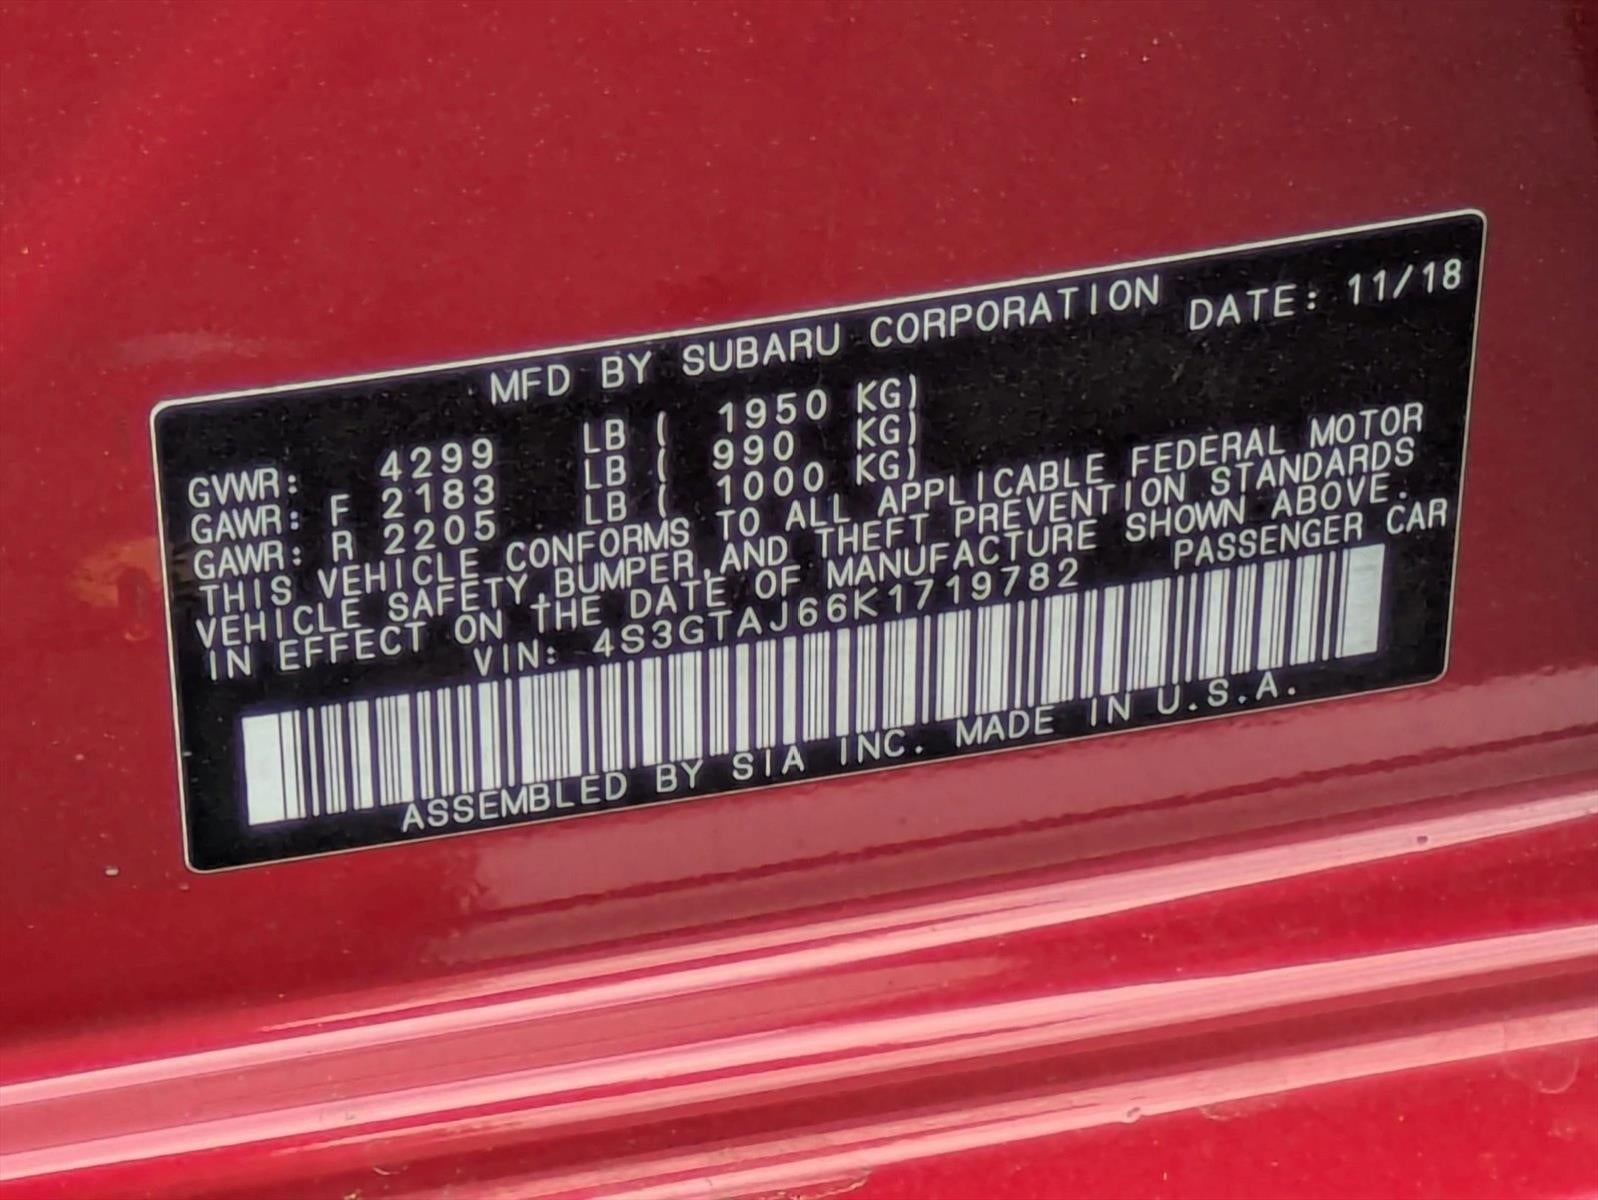 MFD BY SUBARU CORPORATION DATE: 11/18
GVWR: 4299 LB ( 1950 KG)
GAWR: F 2183 LB ( 990 KG)
GAWR: R 2205 LB ( 1000 KG)
THIS VEHICLE CONFORMS TO ALL APPLICABLE FEDERAL MOTOR
VEHICLE SAFETY,BUMPER,AND THEFT PREVENTION STANDARDS
IN EFFECT ON THE DATE OF MANUFACTURE SHOWN ABOVE.
VIN: 4S3GTAJ66K1719782 PASSENGER CAR
ASSEMBLED BY SIA INC. MADE IN U.S.A.